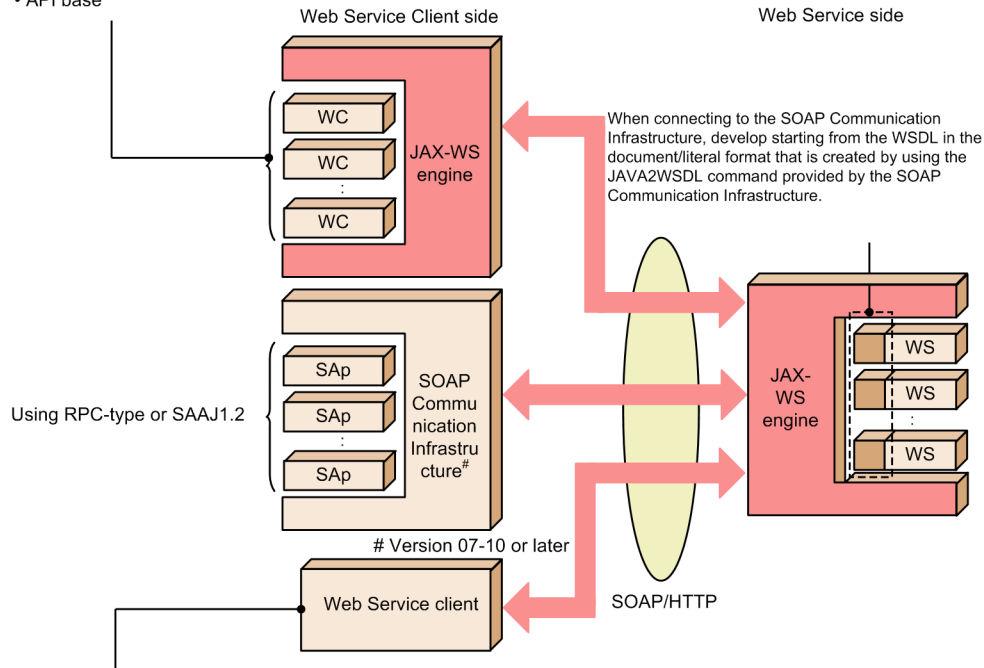 • API base
Web Service Client side
Web Service side
WC
WC
:
WC
JAX-WS
engine
When connecting to the SOAP Communication
Infrastructure, develop starting from the WSDL in the
document/literal format that is created by using the
JAVA2WSDL command provided by the SOAP
Communication Infrastructure.
Using RPC-type or SAAJ1.2
SAp
SAp
:
SAp
SOAP
Commu
nication
Infrastru
cture#
JAX-
WS
engine
WS
WS
:
WS
# Version 07-10 or later
Web Service client
SOAP/HTTP